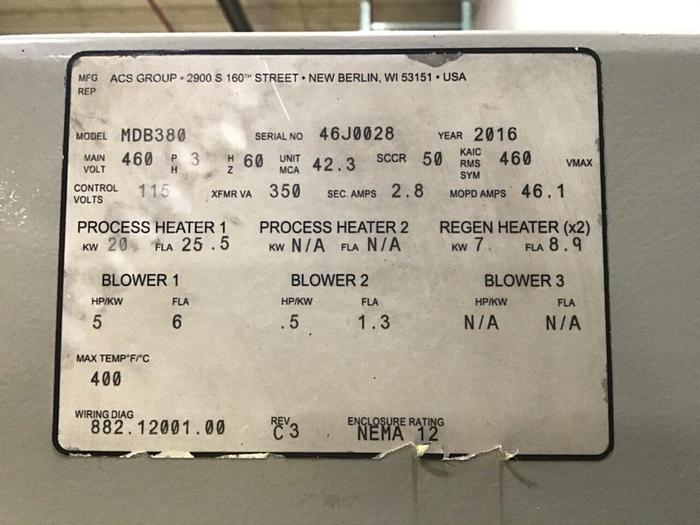 MFG ACS GROUP • 2900 S 160TH STREET • NEW BERLIN, WI 53151 • USA
REP
MODEL MDB380 SERIAL NO 46J0028 YEAR 2016
MAIN VOLT 460 PH 3 HZ 60 UNIT MCA 42.3 SCCR 50 KAIC RMS SYM 460 VMAX
CONTROL VOLTS 115 XFMR VA 350 SEC. AMPS 2.8 MOPD AMPS 46.1
PROCESS HEATER 1 PROCESS HEATER 2 REGEN HEATER (x2)
KW 20 FLA 25.5 KW N/A FLA N/A KW 7 FLA 8.9
BLOWER 1 BLOWER 2 BLOWER 3
HP/KW FLA HP/KW FLA HP/KW FLA
5 6 .5 1.3 N/A N/A
MAX TEMP°F/°C
400
WIRING DIAG 882.12001.00 REV C3 ENCLOSURE RATING NEMA 12